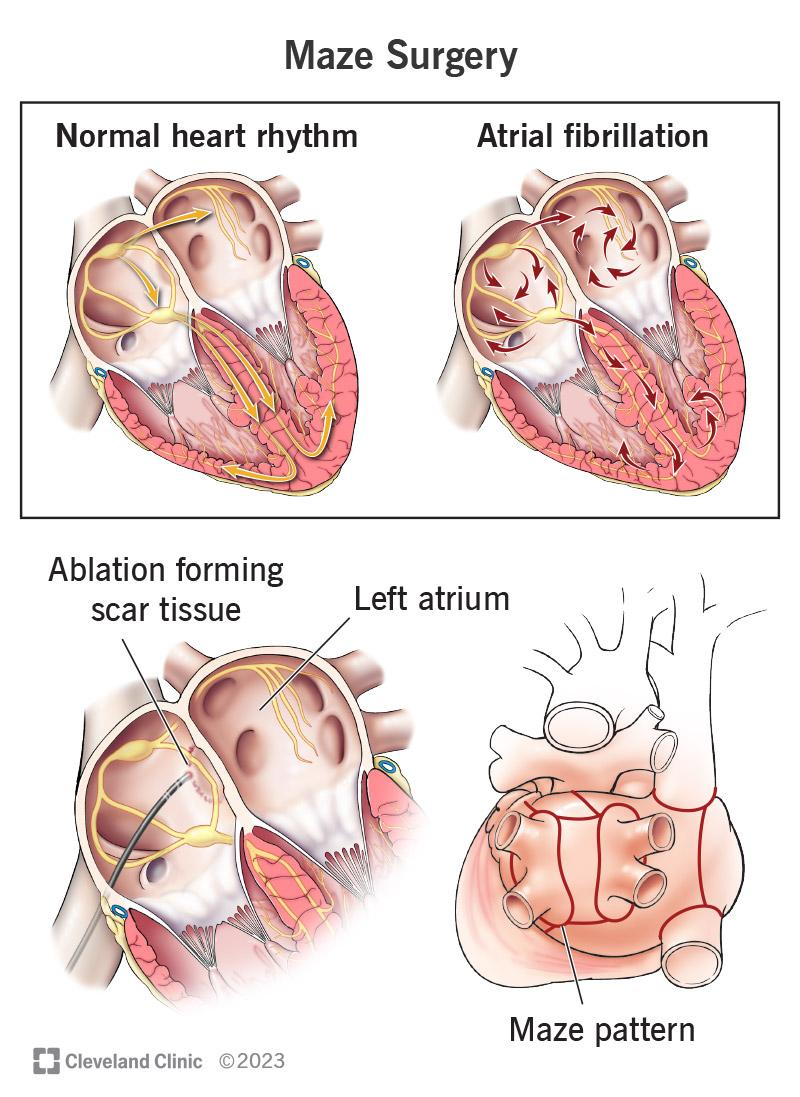 Maze Surgery
Normal heart rhythm
Atrial fibrillation
Ablation forming
scar tissue
Left atrium
Maze pattern
Cleveland Clinic ©2023